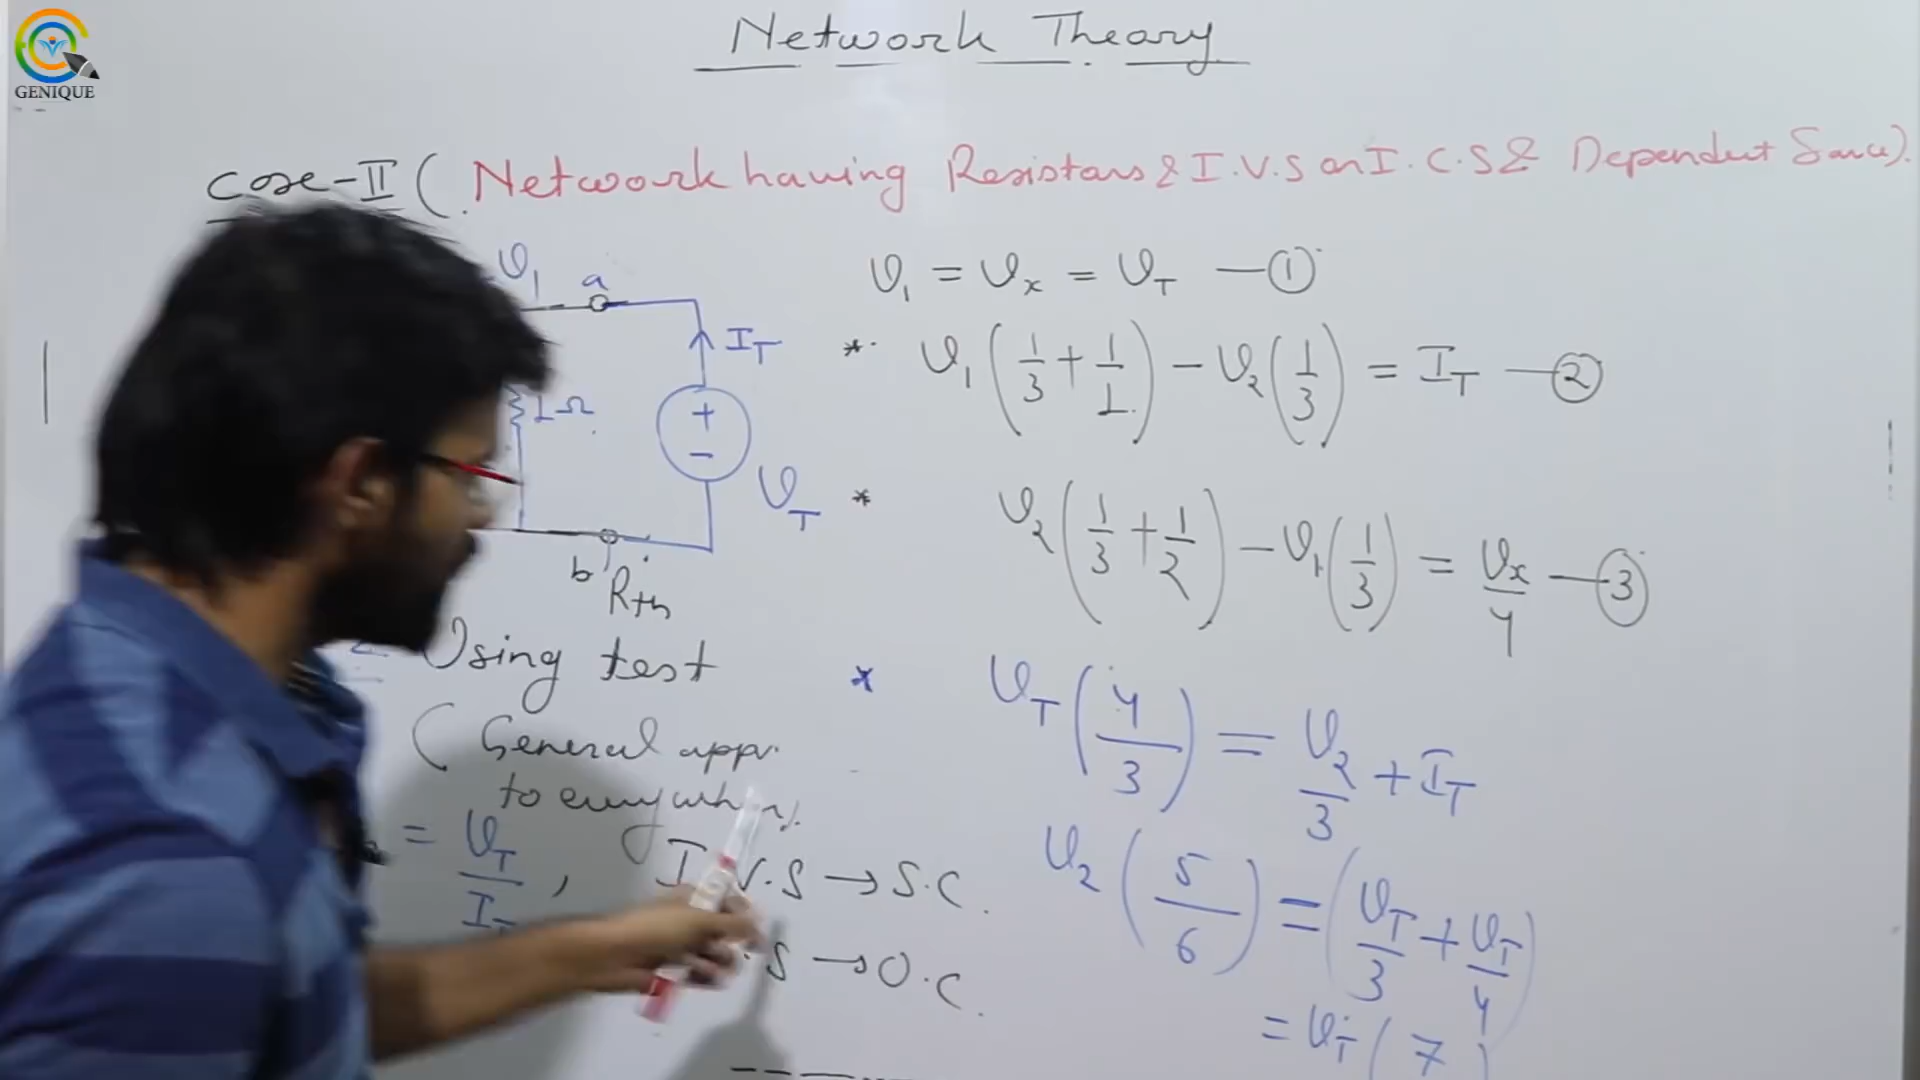 GENIQUE
Network Theory
Case-II ( Network having Resistors & I.V.S or I.C.S & Dependent Source).
V1
a
IT
1Ω
+
-
VT
b
Rth
Using test
( General appr.
to everywhere).
= VT/IT , I.V.S → S.C.
.S → O.C.
V1 = Vx = VT — ①
* V1 (1/3 + 1/1) - V2 (1/3) = IT — ②
* V2 (1/3 + 1/2) - V1 (1/3) = Vx/4 — ③
* VT (4/3) = V2/3 + IT
V2 (5/6) = (VT/3 + VT/4)
= VT ( 7 )